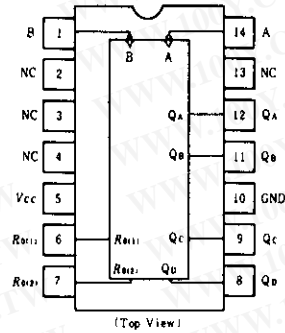 B 1 14 A
B A
NC 2 13 NC
NC 3 QA 12 QA
NC 4 QB 11 QB
Vcc 5 10 GND
R0(1) 6 R0(1) QC 9 QC
R0(2) 7 R0(2) QD 8 QD
(Top View)